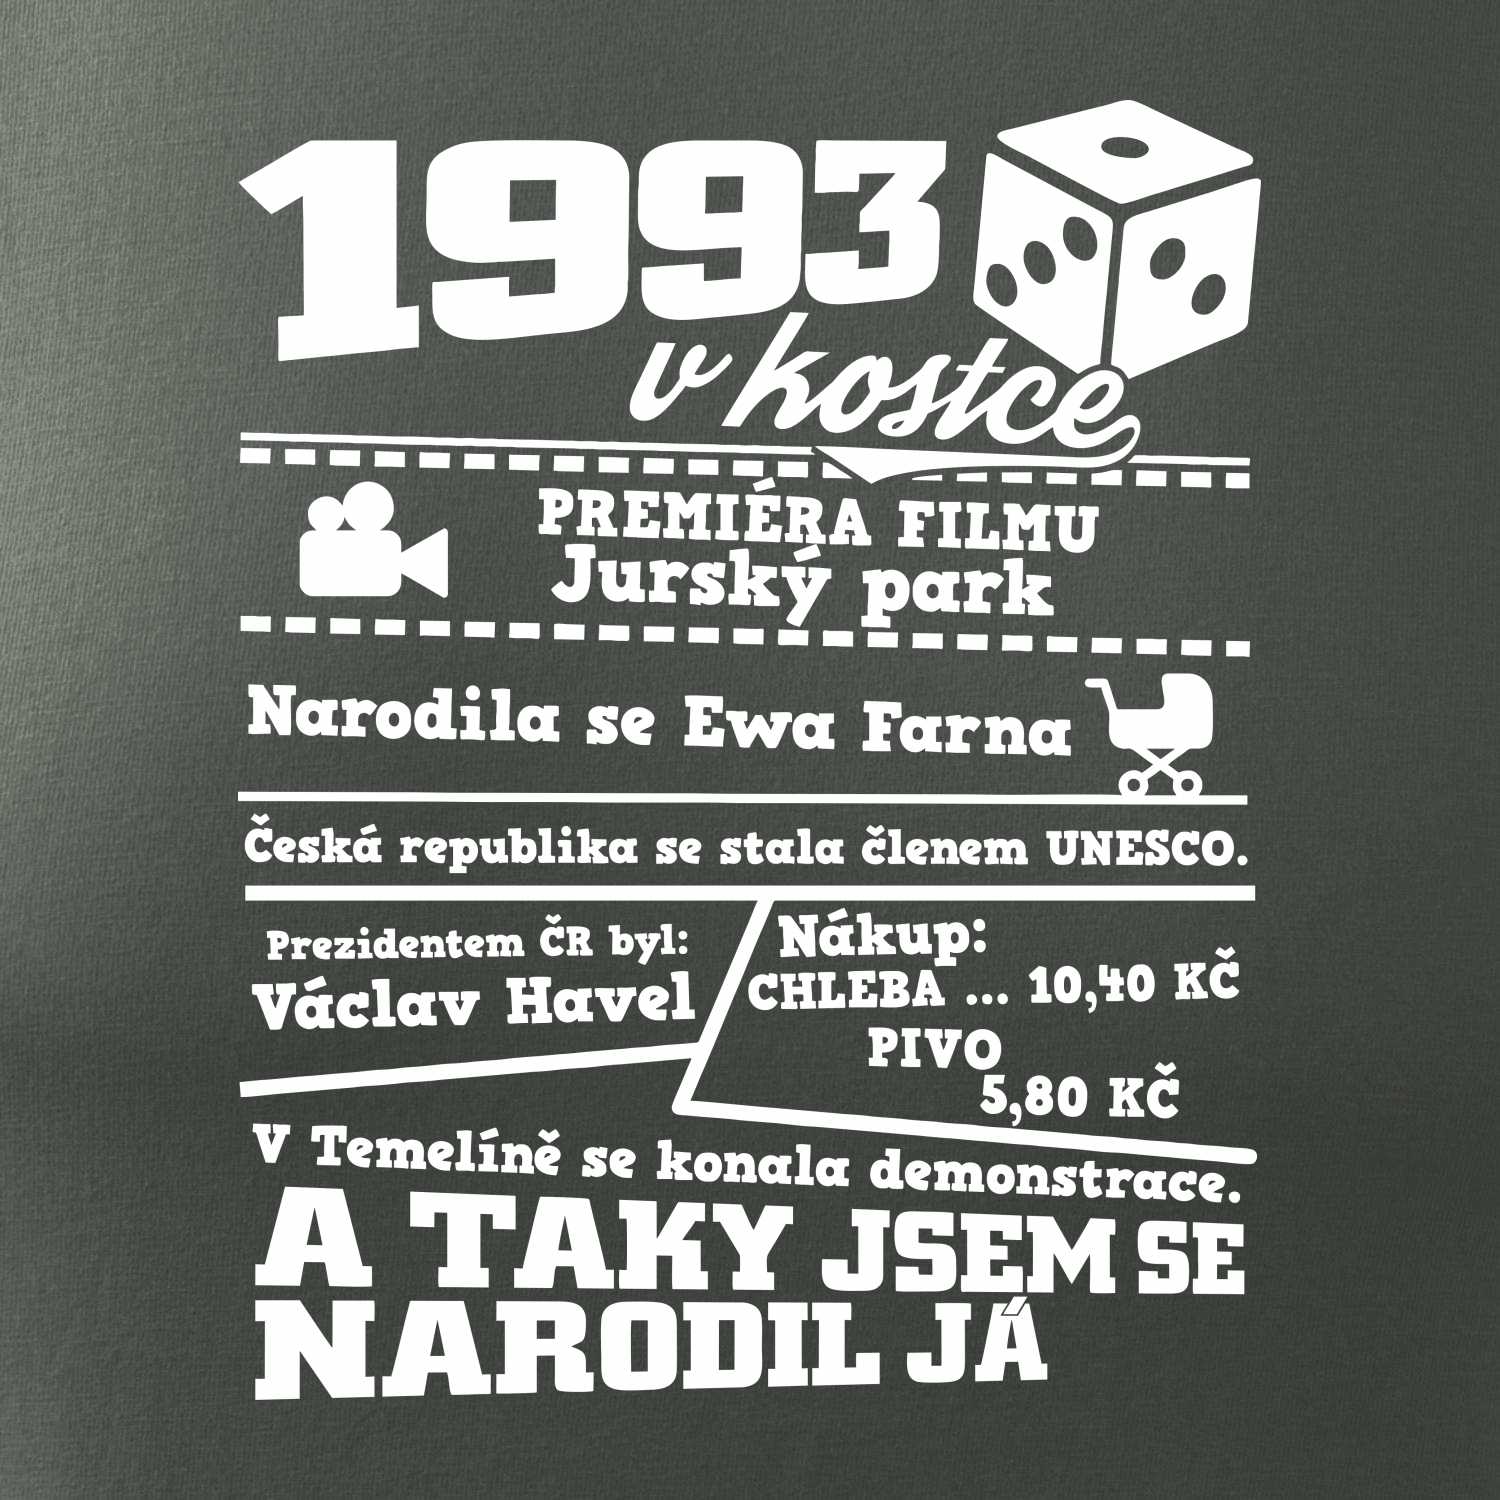 1993
v kostce
PREMIÉRA FILMU
Jurský park
Narodila se Ewa Farna
Česká republika se stala členem UNESCO.
Prezidentem ČR byl:
Václav Havel
Nákup:
CHLEBA ... 10,40 KČ
PIVO
5,80 KČ
V Temelíně se konala demonstrace.
A TAKY JSEM SE
NARODIL JÁ